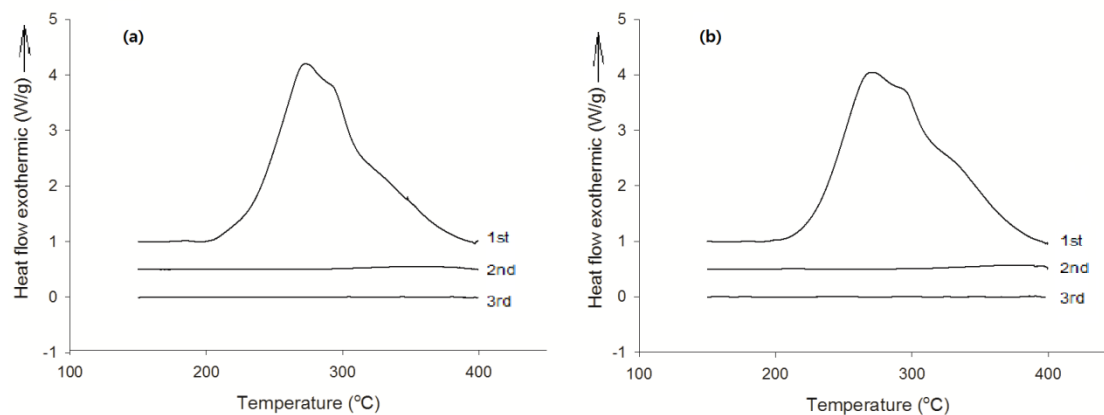 (a)
Heat flow exothermic (W/g)
5
4
3
2
1
0
-1
1st
2nd
3rd
100
200
300
400
Temperature (°C)
(b)
Heat flow exothermic (W/g)
5
4
3
2
1
0
-1
1st
2nd
3rd
100
200
300
400
Temperature (°C)